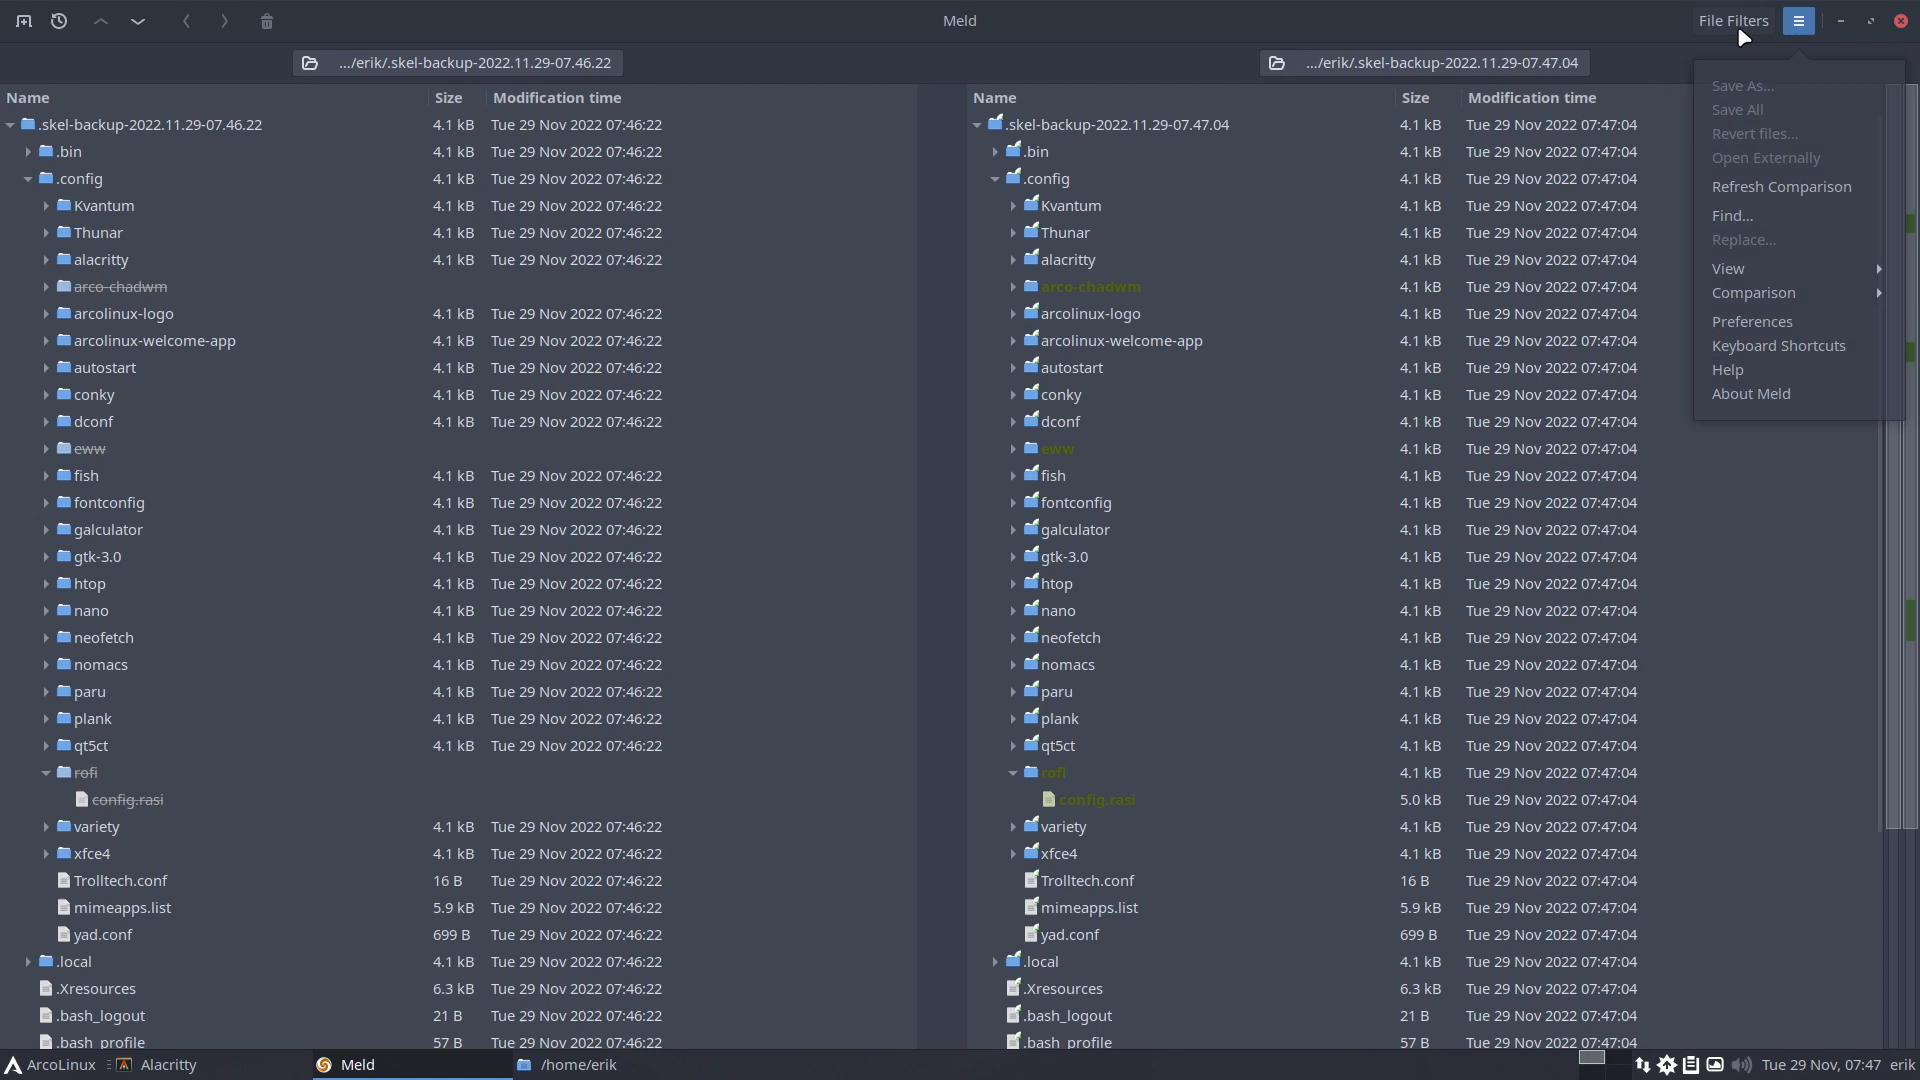 Meld
File Filters
.../erik/.skel-backup-2022.11.29-07.46.22
.../erik/.skel-backup-2022.11.29-07.47.04
Name Size Modification time Name Size Modification time
.skel-backup-2022.11.29-07.46.22 4.1 kB Tue 29 Nov 2022 07:46:22 .skel-backup-2022.11.29-07.47.04 4.1 kB Tue 29 Nov 2022 07:47:04
.bin 4.1 kB Tue 29 Nov 2022 07:46:22 .bin 4.1 kB Tue 29 Nov 2022 07:47:04
.config 4.1 kB Tue 29 Nov 2022 07:46:22 .config 4.1 kB Tue 29 Nov 2022 07:47:04
Kvantum 4.1 kB Tue 29 Nov 2022 07:46:22 Kvantum 4.1 kB Tue 29 Nov 2022 07:47:04
Thunar 4.1 kB Tue 29 Nov 2022 07:46:22 Thunar 4.1 kB Tue 29 Nov 2022 07:47:04
alacritty 4.1 kB Tue 29 Nov 2022 07:46:22 alacritty 4.1 kB Tue 29 Nov 2022 07:47:04
arco-chadwm arco-chadwm 4.1 kB Tue 29 Nov 2022 07:47:04
arcolinux-logo 4.1 kB Tue 29 Nov 2022 07:46:22 arcolinux-logo 4.1 kB Tue 29 Nov 2022 07:47:04
arcolinux-welcome-app 4.1 kB Tue 29 Nov 2022 07:46:22 arcolinux-welcome-app 4.1 kB Tue 29 Nov 2022 07:47:04
autostart 4.1 kB Tue 29 Nov 2022 07:46:22 autostart 4.1 kB Tue 29 Nov 2022 07:47:04
conky 4.1 kB Tue 29 Nov 2022 07:46:22 conky 4.1 kB Tue 29 Nov 2022 07:47:04
dconf 4.1 kB Tue 29 Nov 2022 07:46:22 dconf 4.1 kB Tue 29 Nov 2022 07:47:04
eww eww 4.1 kB Tue 29 Nov 2022 07:47:04
fish 4.1 kB Tue 29 Nov 2022 07:46:22 fish 4.1 kB Tue 29 Nov 2022 07:47:04
fontconfig 4.1 kB Tue 29 Nov 2022 07:46:22 fontconfig 4.1 kB Tue 29 Nov 2022 07:47:04
galculator 4.1 kB Tue 29 Nov 2022 07:46:22 galculator 4.1 kB Tue 29 Nov 2022 07:47:04
gtk-3.0 4.1 kB Tue 29 Nov 2022 07:46:22 gtk-3.0 4.1 kB Tue 29 Nov 2022 07:47:04
htop 4.1 kB Tue 29 Nov 2022 07:46:22 htop 4.1 kB Tue 29 Nov 2022 07:47:04
nano 4.1 kB Tue 29 Nov 2022 07:46:22 nano 4.1 kB Tue 29 Nov 2022 07:47:04
neofetch 4.1 kB Tue 29 Nov 2022 07:46:22 neofetch 4.1 kB Tue 29 Nov 2022 07:47:04
nomacs 4.1 kB Tue 29 Nov 2022 07:46:22 nomacs 4.1 kB Tue 29 Nov 2022 07:47:04
paru 4.1 kB Tue 29 Nov 2022 07:46:22 paru 4.1 kB Tue 29 Nov 2022 07:47:04
plank 4.1 kB Tue 29 Nov 2022 07:46:22 plank 4.1 kB Tue 29 Nov 2022 07:47:04
qt5ct 4.1 kB Tue 29 Nov 2022 07:46:22 qt5ct 4.1 kB Tue 29 Nov 2022 07:47:04
rofi rofi 4.1 kB Tue 29 Nov 2022 07:47:04
config.rasi config.rasi 5.0 kB Tue 29 Nov 2022 07:47:04
variety 4.1 kB Tue 29 Nov 2022 07:46:22 variety 4.1 kB Tue 29 Nov 2022 07:47:04
xfce4 4.1 kB Tue 29 Nov 2022 07:46:22 xfce4 4.1 kB Tue 29 Nov 2022 07:47:04
Trolltech.conf 16 B Tue 29 Nov 2022 07:46:22 Trolltech.conf 16 B Tue 29 Nov 2022 07:47:04
mimeapps.list 5.9 kB Tue 29 Nov 2022 07:46:22 mimeapps.list 5.9 kB Tue 29 Nov 2022 07:47:04
yad.conf 699 B Tue 29 Nov 2022 07:46:22 yad.conf 699 B Tue 29 Nov 2022 07:47:04
.local 4.1 kB Tue 29 Nov 2022 07:46:22 .local 4.1 kB Tue 29 Nov 2022 07:47:04
.Xresources 6.3 kB Tue 29 Nov 2022 07:46:22 .Xresources 6.3 kB Tue 29 Nov 2022 07:47:04
.bash_logout 21 B Tue 29 Nov 2022 07:46:22 .bash_logout 21 B Tue 29 Nov 2022 07:47:04
.bash_profile 57 B Tue 29 Nov 2022 07:46:22 .bash_profile 57 B Tue 29 Nov 2022 07:47:04
Save As...
Save All
Revert files...
Open Externally
Refresh Comparison
Find...
Replace...
View
Comparison
Preferences
Keyboard Shortcuts
Help
About Meld
ArcoLinux Alacritty Meld /home/erik Tue 29 Nov, 07:47 erik